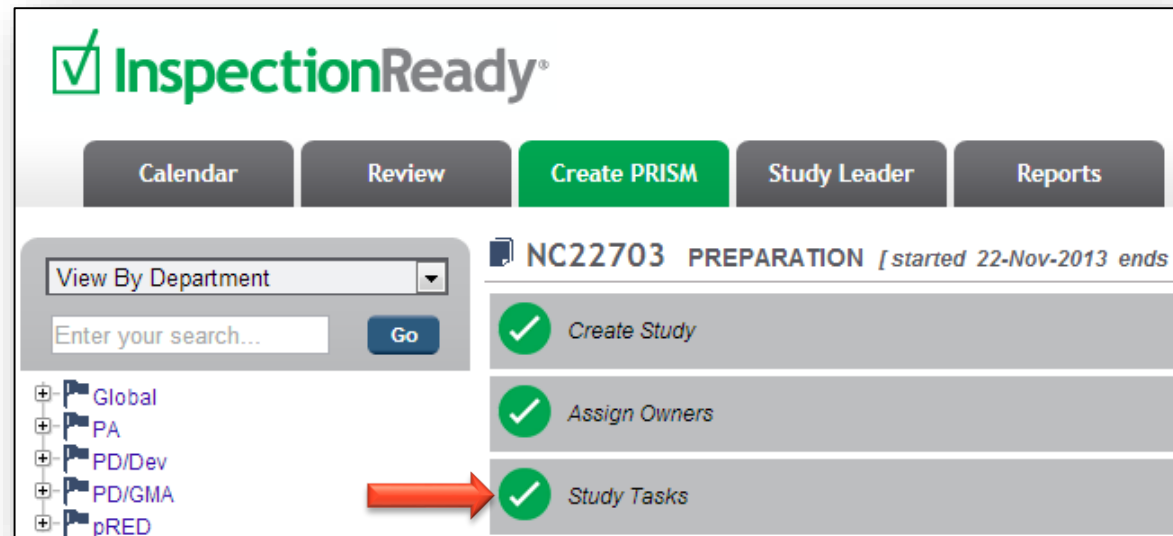 InspectionReady®
Calendar Review Create PRISM Study Leader Reports
View By Department
Enter your search... Go
Global
PA
PD/Dev
PD/GMA
pRED
NC22703 PREPARATION [ started 22-Nov-2013 ends
Create Study
Assign Owners
Study Tasks